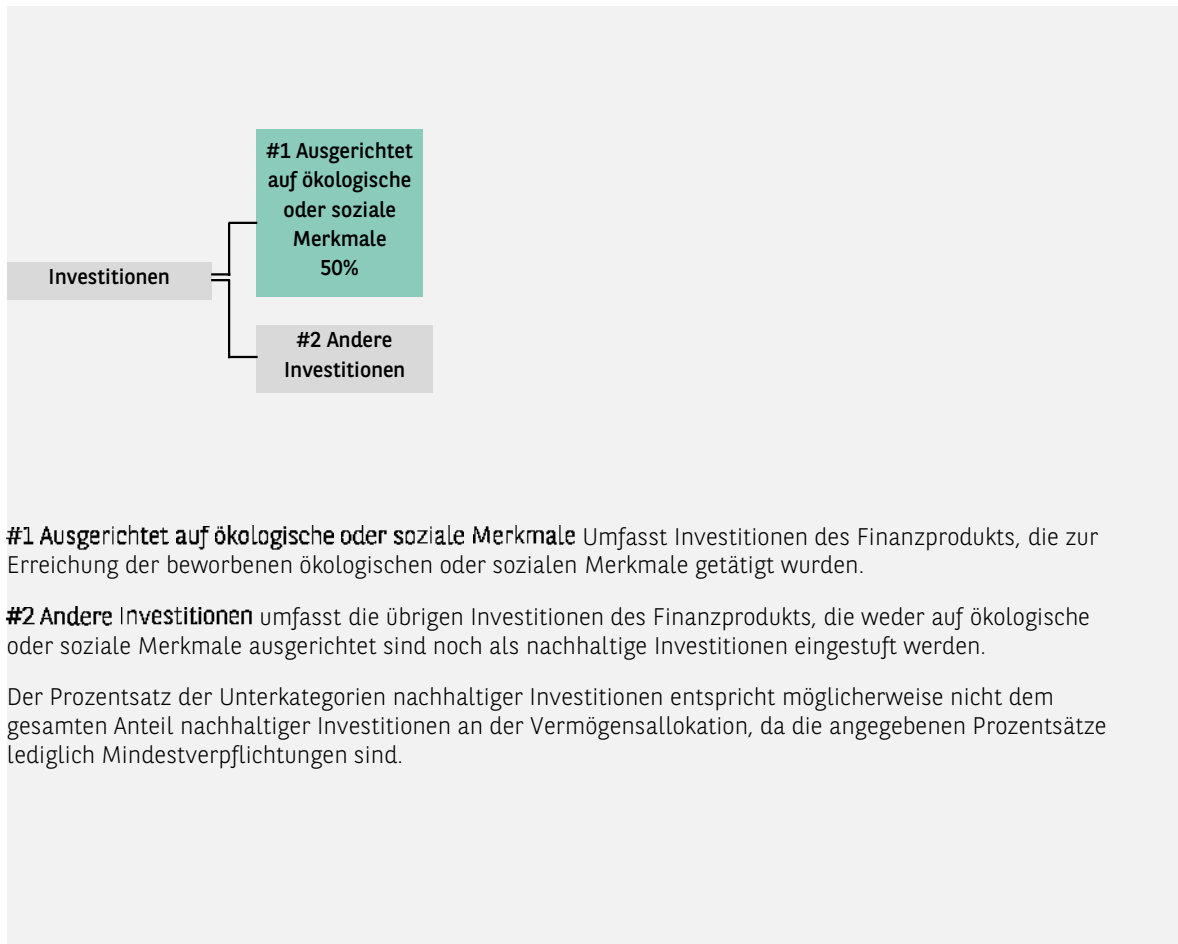 #1 Ausgerichtet
auf ökologische
oder soziale
Merkmale
50%
Investitionen
#2 Andere
Investitionen
#1 Ausgerichtet auf ökologische oder soziale Merkmale Umfasst Investitionen des Finanzprodukts, die zur
Erreichung der beworbenen ökologischen oder sozialen Merkmale getätigt wurden.
#2 Andere Investitionen umfasst die übrigen Investitionen des Finanzprodukts, die weder auf ökologische
oder soziale Merkmale ausgerichtet sind noch als nachhaltige Investitionen eingestuft werden.
Der Prozentsatz der Unterkategorien nachhaltiger Investitionen entspricht möglicherweise nicht dem
gesamten Anteil nachhaltiger Investitionen an der Vermögensallokation, da die angegebenen Prozentsätze
lediglich Mindestverpflichtungen sind.